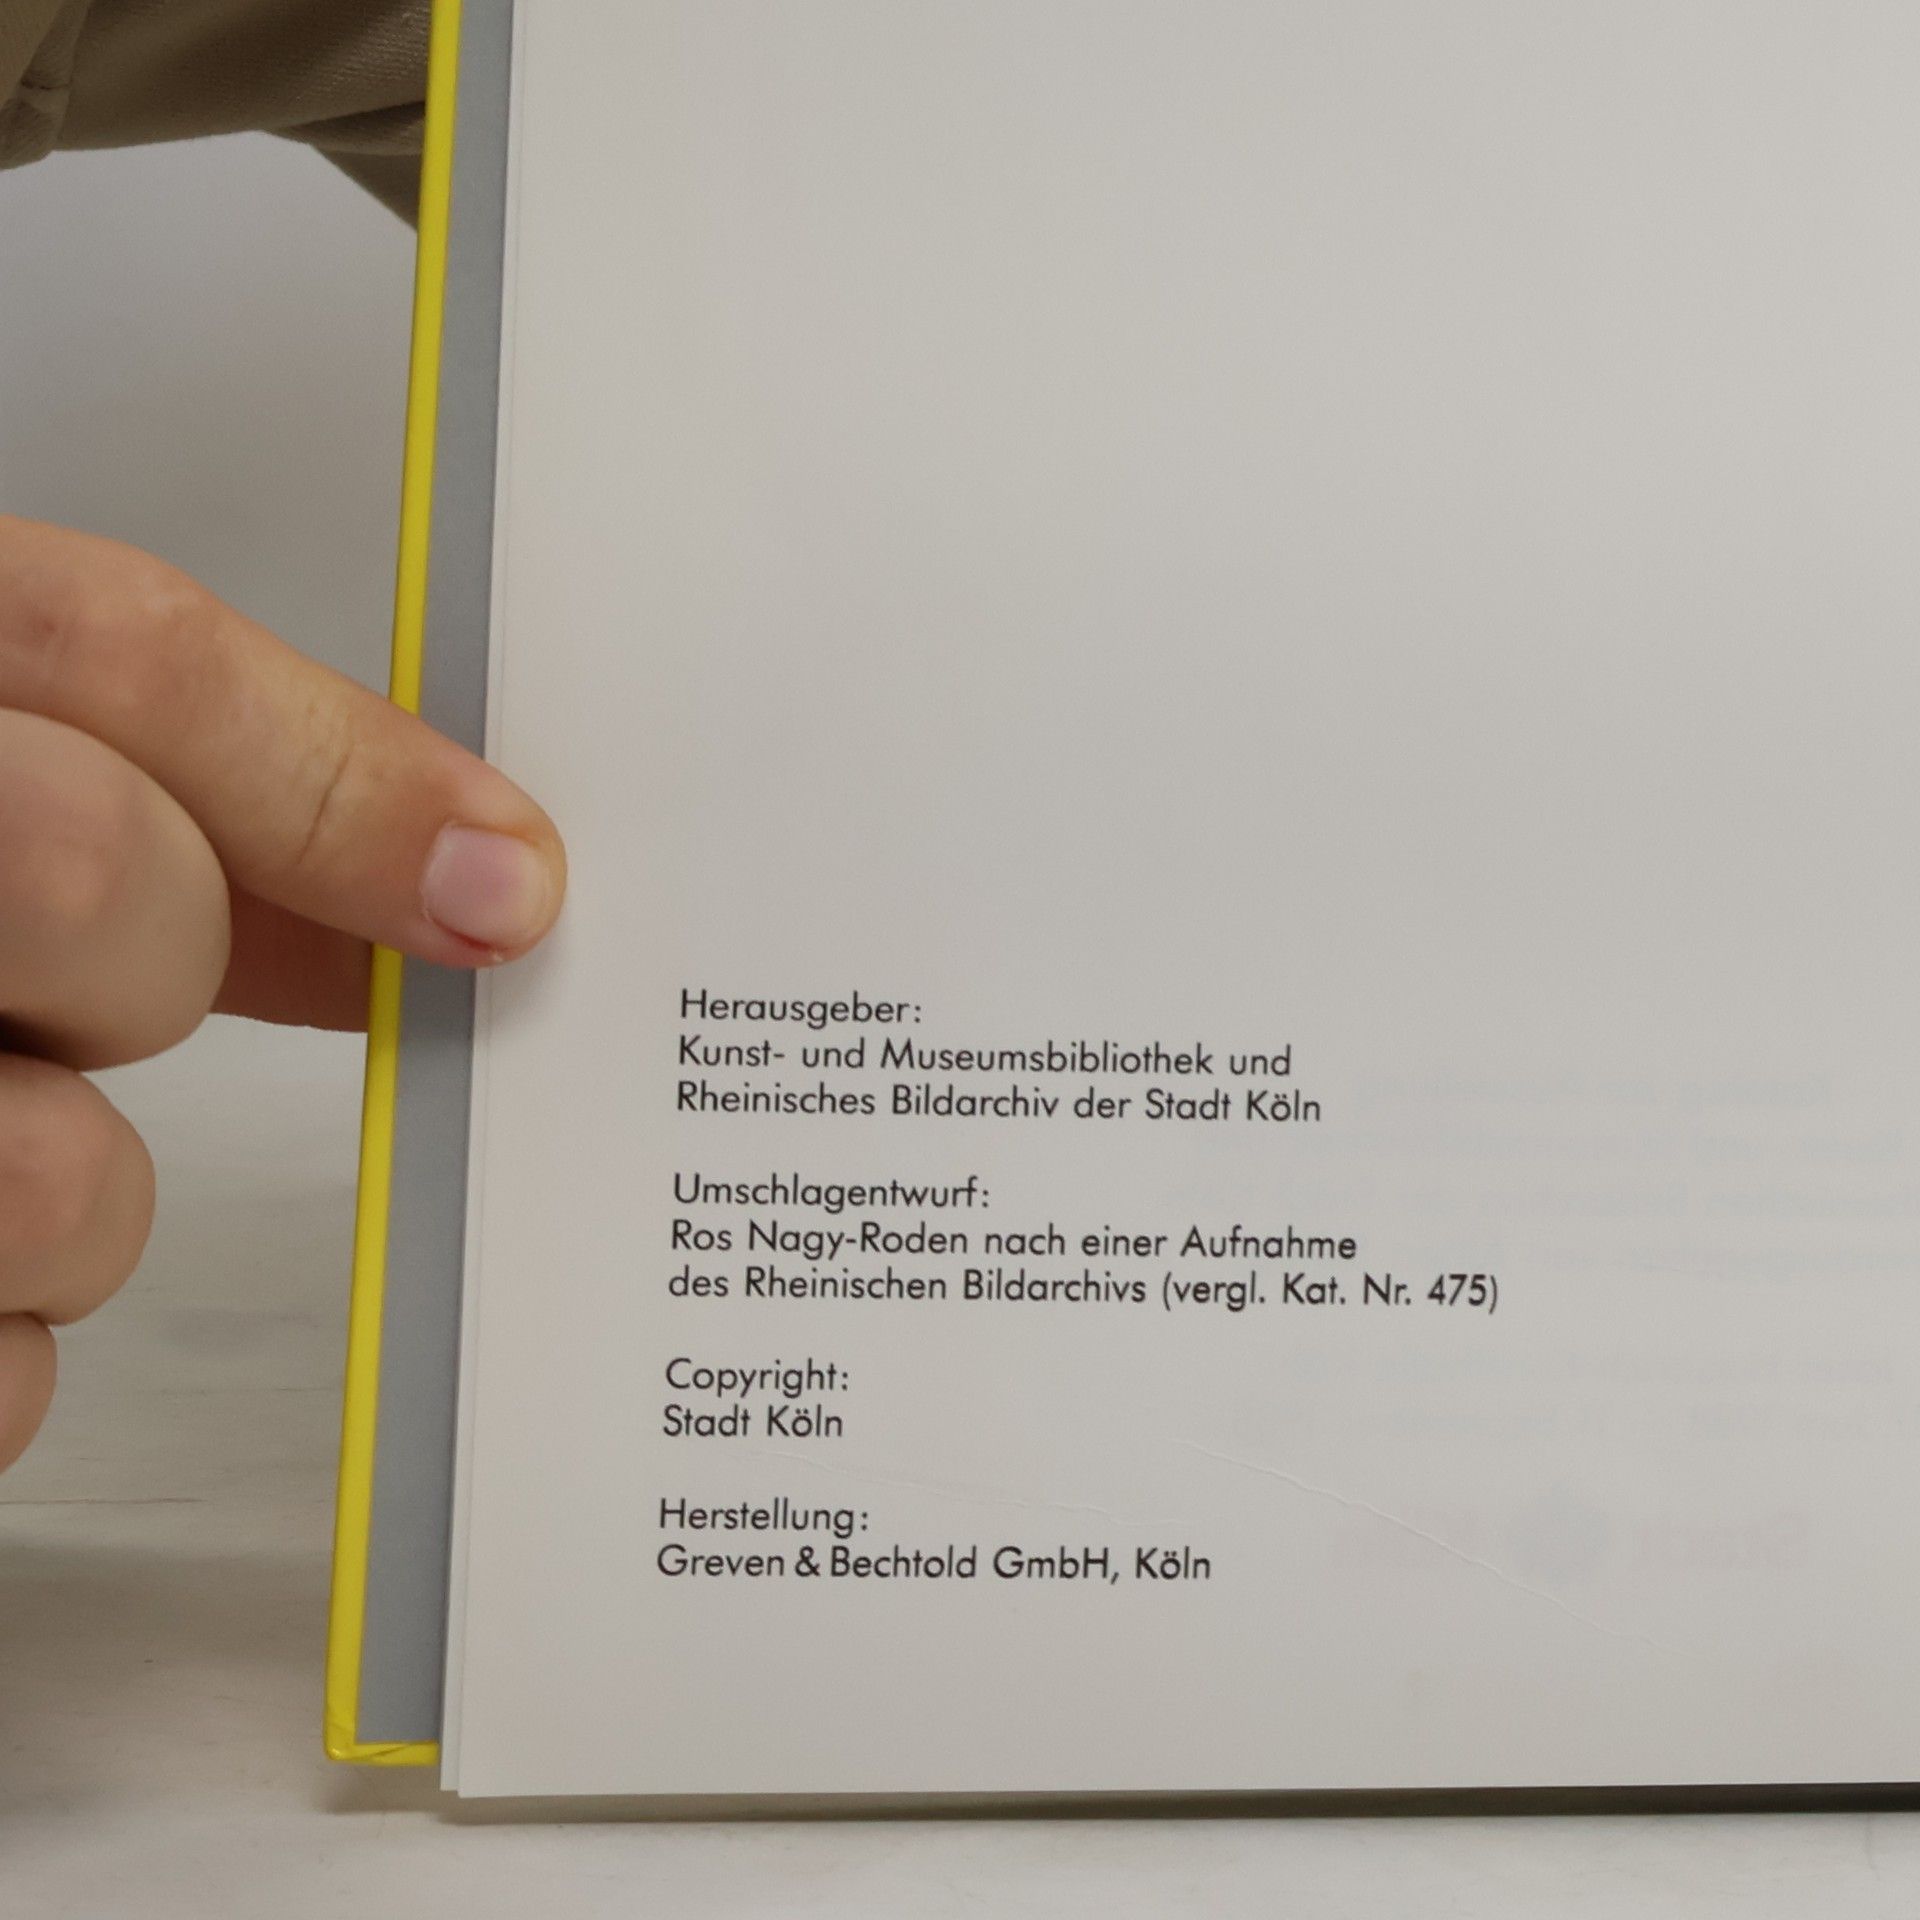 Herausgeber:
Kunst- und Museumsbibliothek und
Rheinisches Bildarchiv der Stadt Köln
Umschlagentwurf:
Ros Nagy-Roden nach einer Aufnahme
des Rheinischen Bildarchivs (vergl. Kat. Nr. 475)
Copyright:
Stadt Köln
Herstellung:
Greven & Bechtold GmbH, Köln